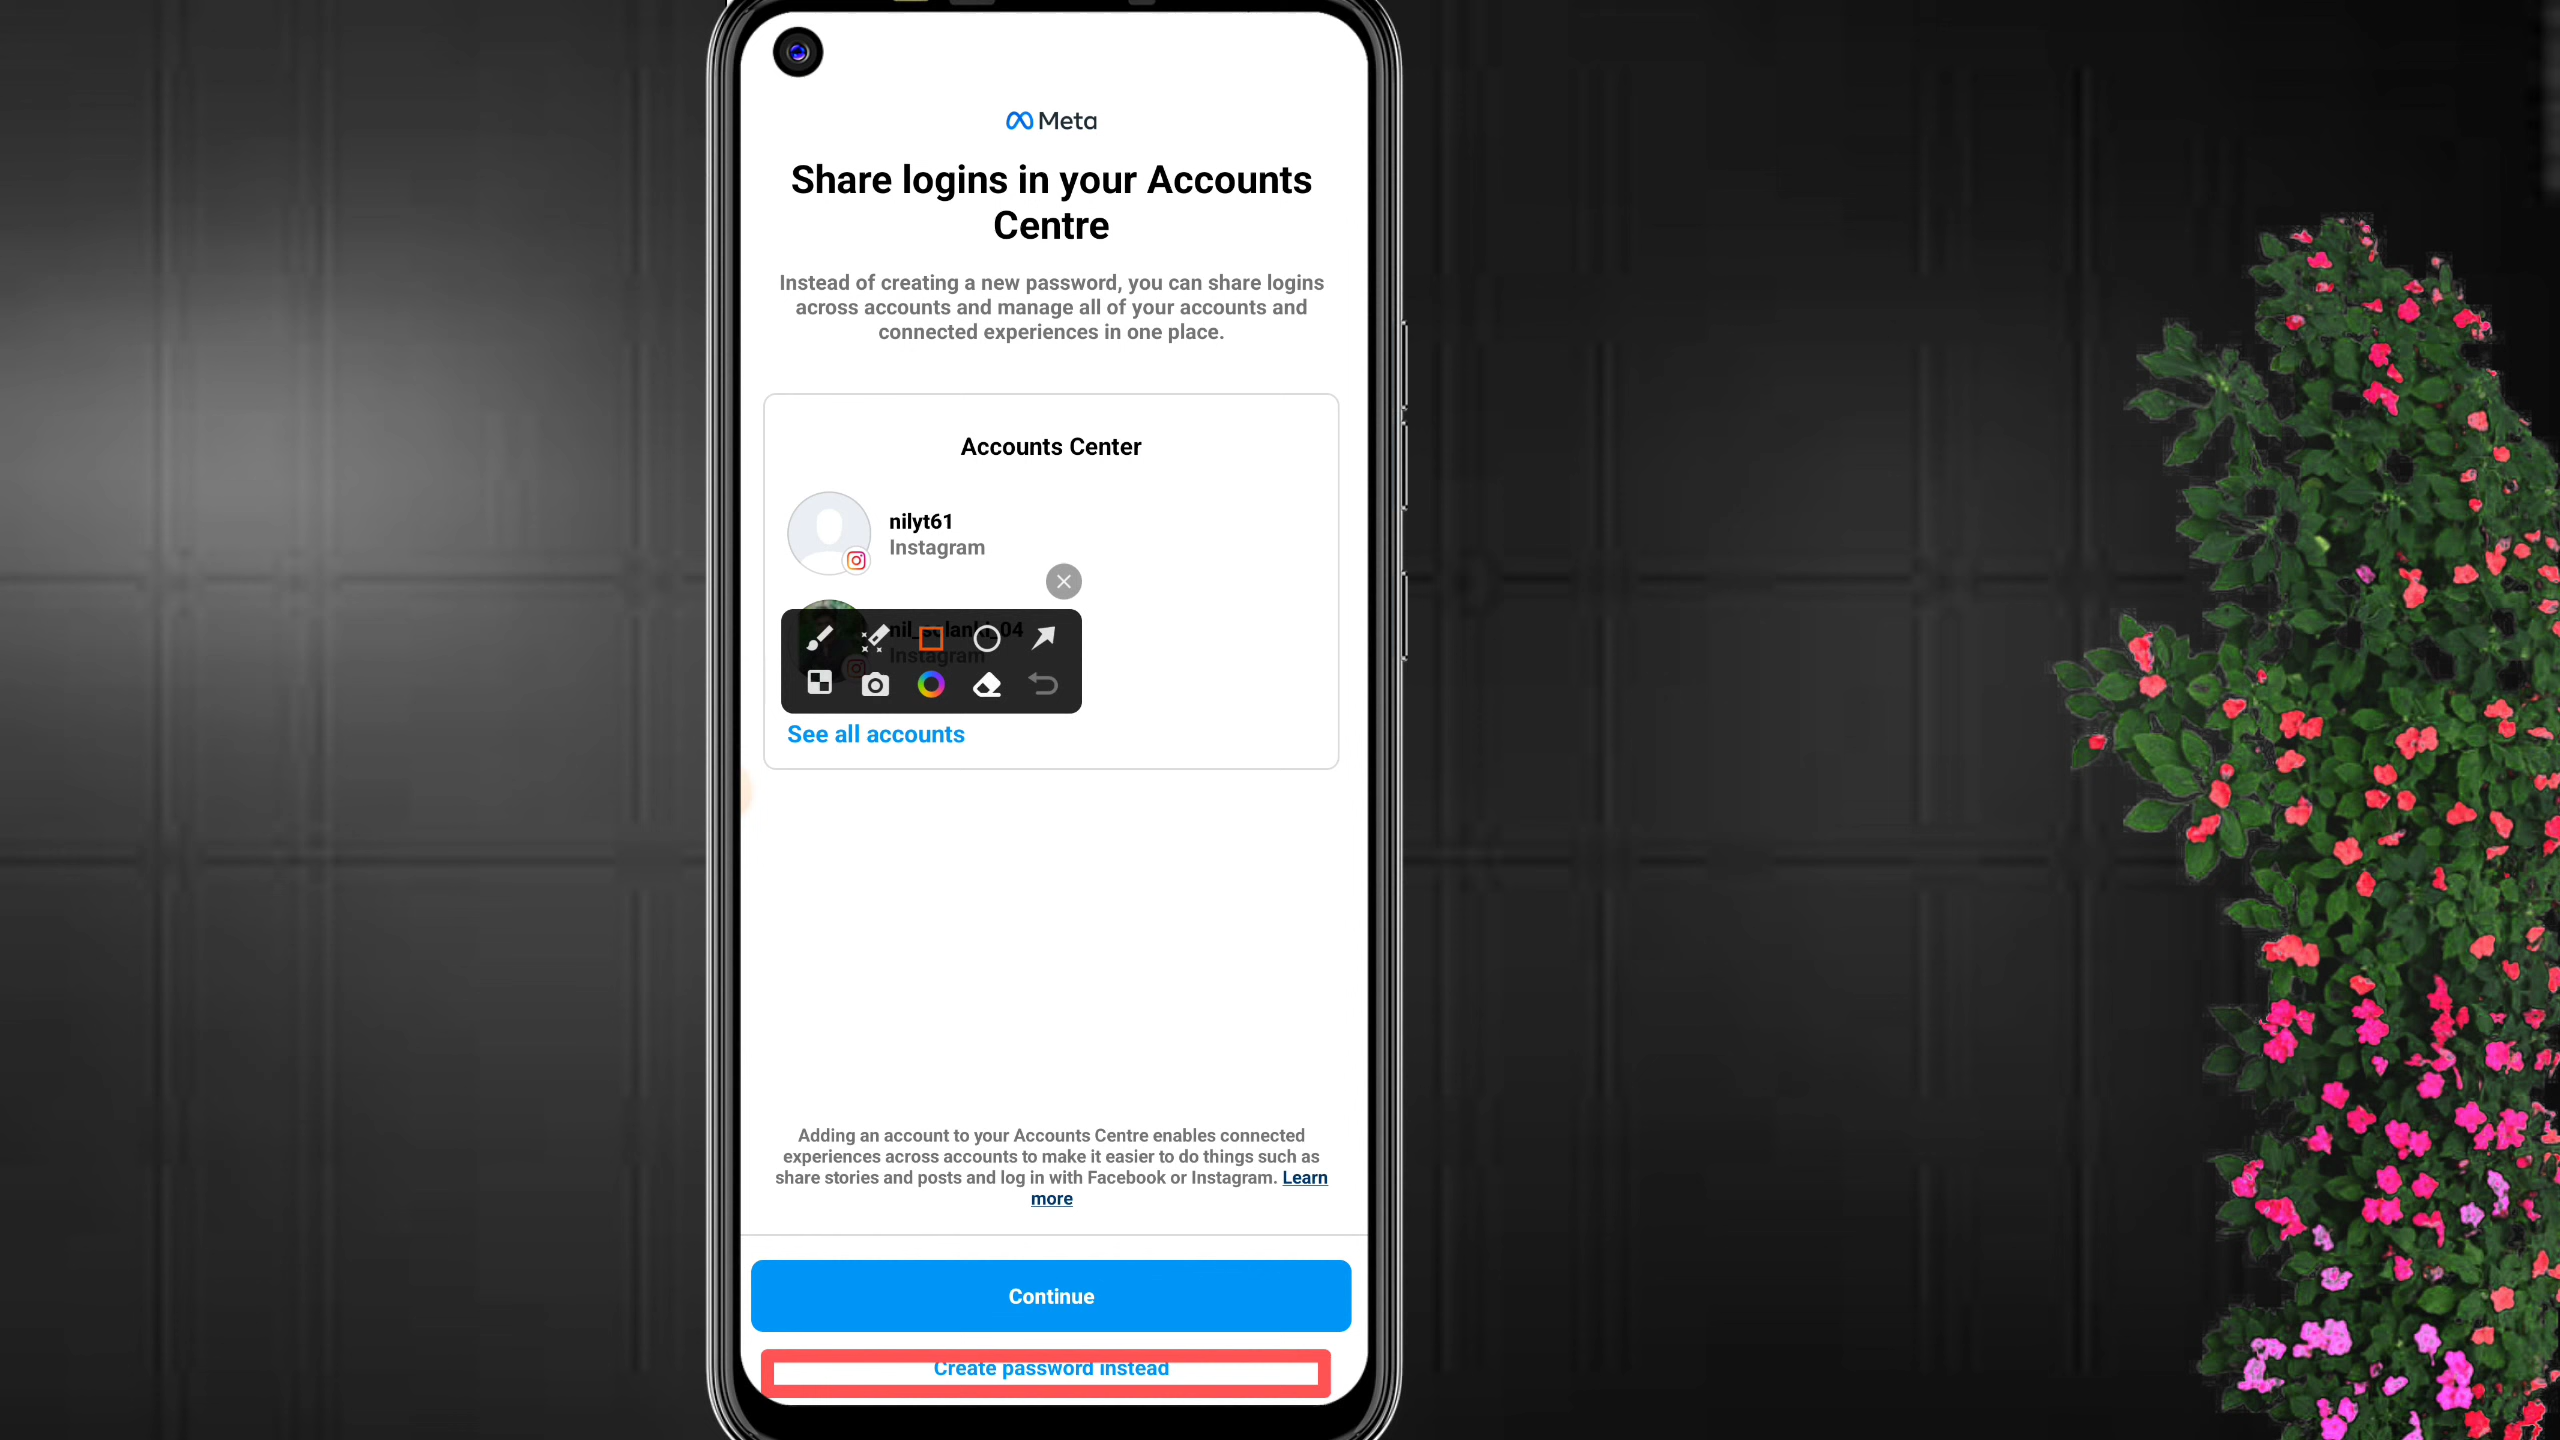 Meta
Share logins in your Accounts
Centre
Instead of creating a new password, you can share logins
across accounts and manage all of your accounts and
connected experiences in one place.
Accounts Center
nilyt61
Instagram
nil_solanki_04
Instagram
See all accounts
Adding an account to your Accounts Centre enables connected
experiences across accounts to make it easier to do things such as
share stories and posts and log in with Facebook or Instagram. Learn
more
Continue
Create password instead